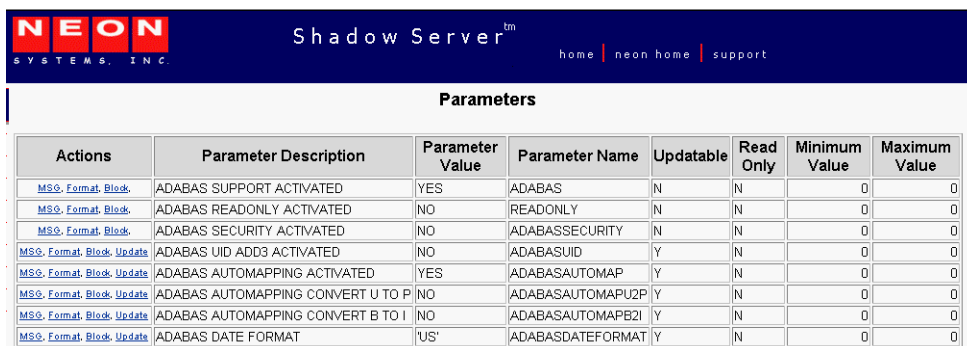 NEON
SYSTEMS, INC.
Shadow Server tm
home | neon home | support
Parameters
Actions Parameter Description Parameter Value Parameter Name Updatable Read Only Minimum Value Maximum Value
MSG, Format, Block, ADABAS SUPPORT ACTIVATED YES ADABAS N N 0 0
MSG, Format, Block, ADABAS READONLY ACTIVATED NO READONLY N N 0 0
MSG, Format, Block, ADABAS SECURITY ACTIVATED NO ADABASSECURITY N N 0 0
MSG, Format, Block, Update ADABAS UID ADD3 ACTIVATED NO ADABASUID Y N 0 0
MSG, Format, Block, Update ADABAS AUTOMAPPING ACTIVATED YES ADABASAUTOMAP Y N 0 0
MSG, Format, Block, Update ADABAS AUTOMAPPING CONVERT U TO P NO ADABASAUTOMAPU2P Y N 0 0
MSG, Format, Block, Update ADABAS AUTOMAPPING CONVERT B TO I NO ADABASAUTOMAPB2I Y N 0 0
MSG, Format, Block, Update ADABAS DATE FORMAT 'US' ADABASDATEFORMAT Y N 0 0